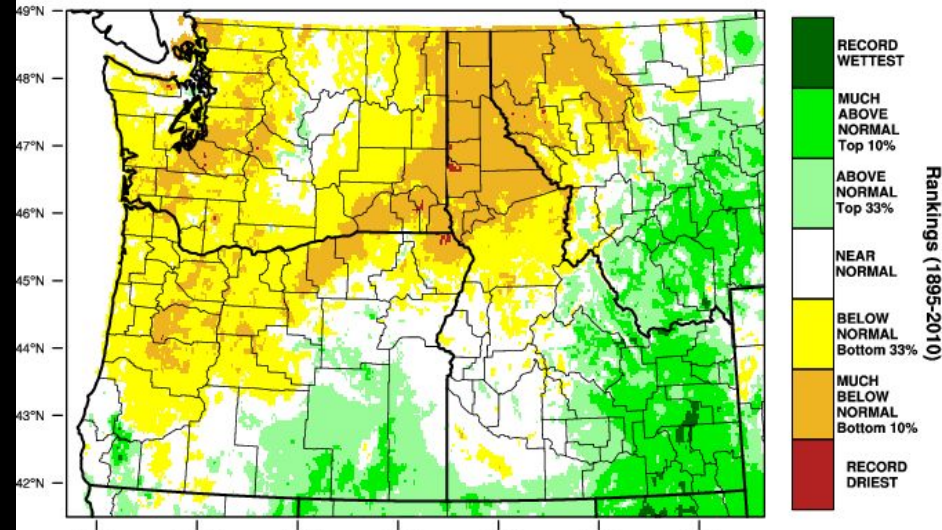 49°N
48°N
47°N
46°N
45°N
44°N
43°N
42°N
RECORD
WETTEST
MUCH
ABOVE
NORMAL
Top 10%
ABOVE
NORMAL
Top 33%
NEAR
NORMAL
BELOW
NORMAL
Bottom 33%
MUCH
BELOW
NORMAL
Bottom 10%
RECORD
DRIEST
Rankings (1895-2010)